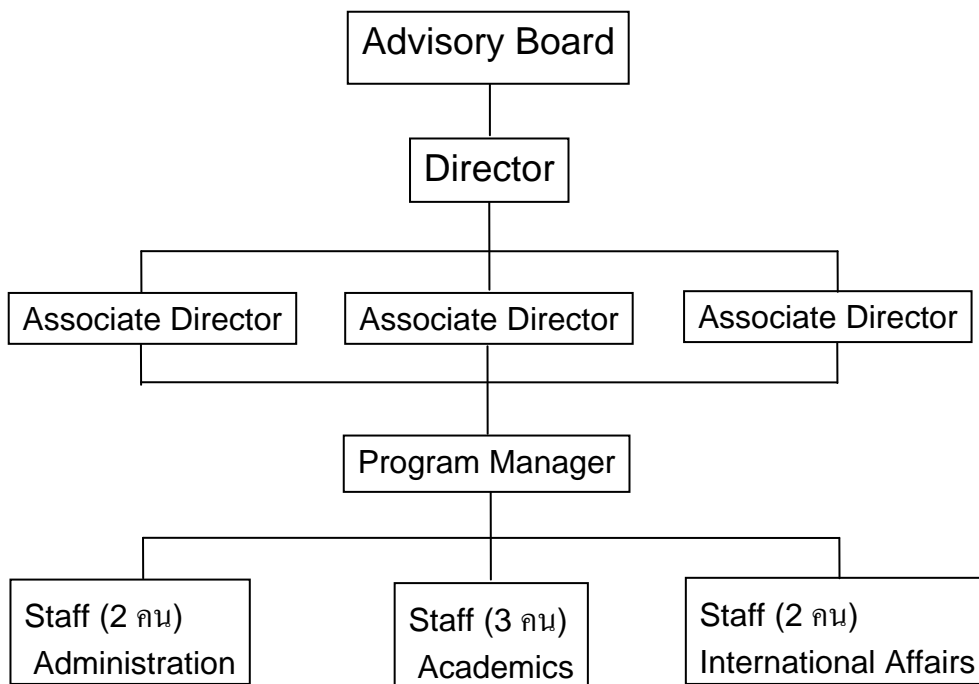 Advisory Board
Director
Associate Director
Associate Director
Associate Director
Program Manager
Staff (2 คน)
Administration
Staff (3 คน)
Academics
Staff (2 คน)
International Affairs